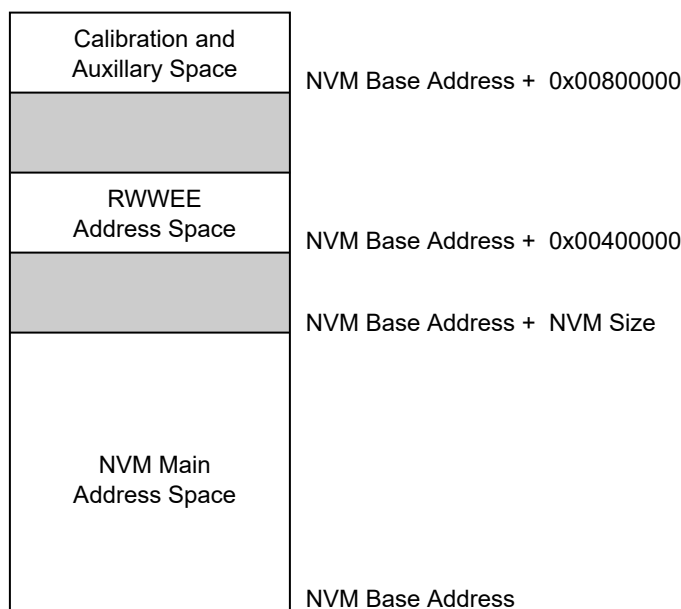 Calibration and
Auxillary Space
NVM Base Address + 0x00800000
RWWEE
Address Space
NVM Base Address + 0x00400000
NVM Base Address + NVM Size
NVM Main
Address Space
NVM Base Address